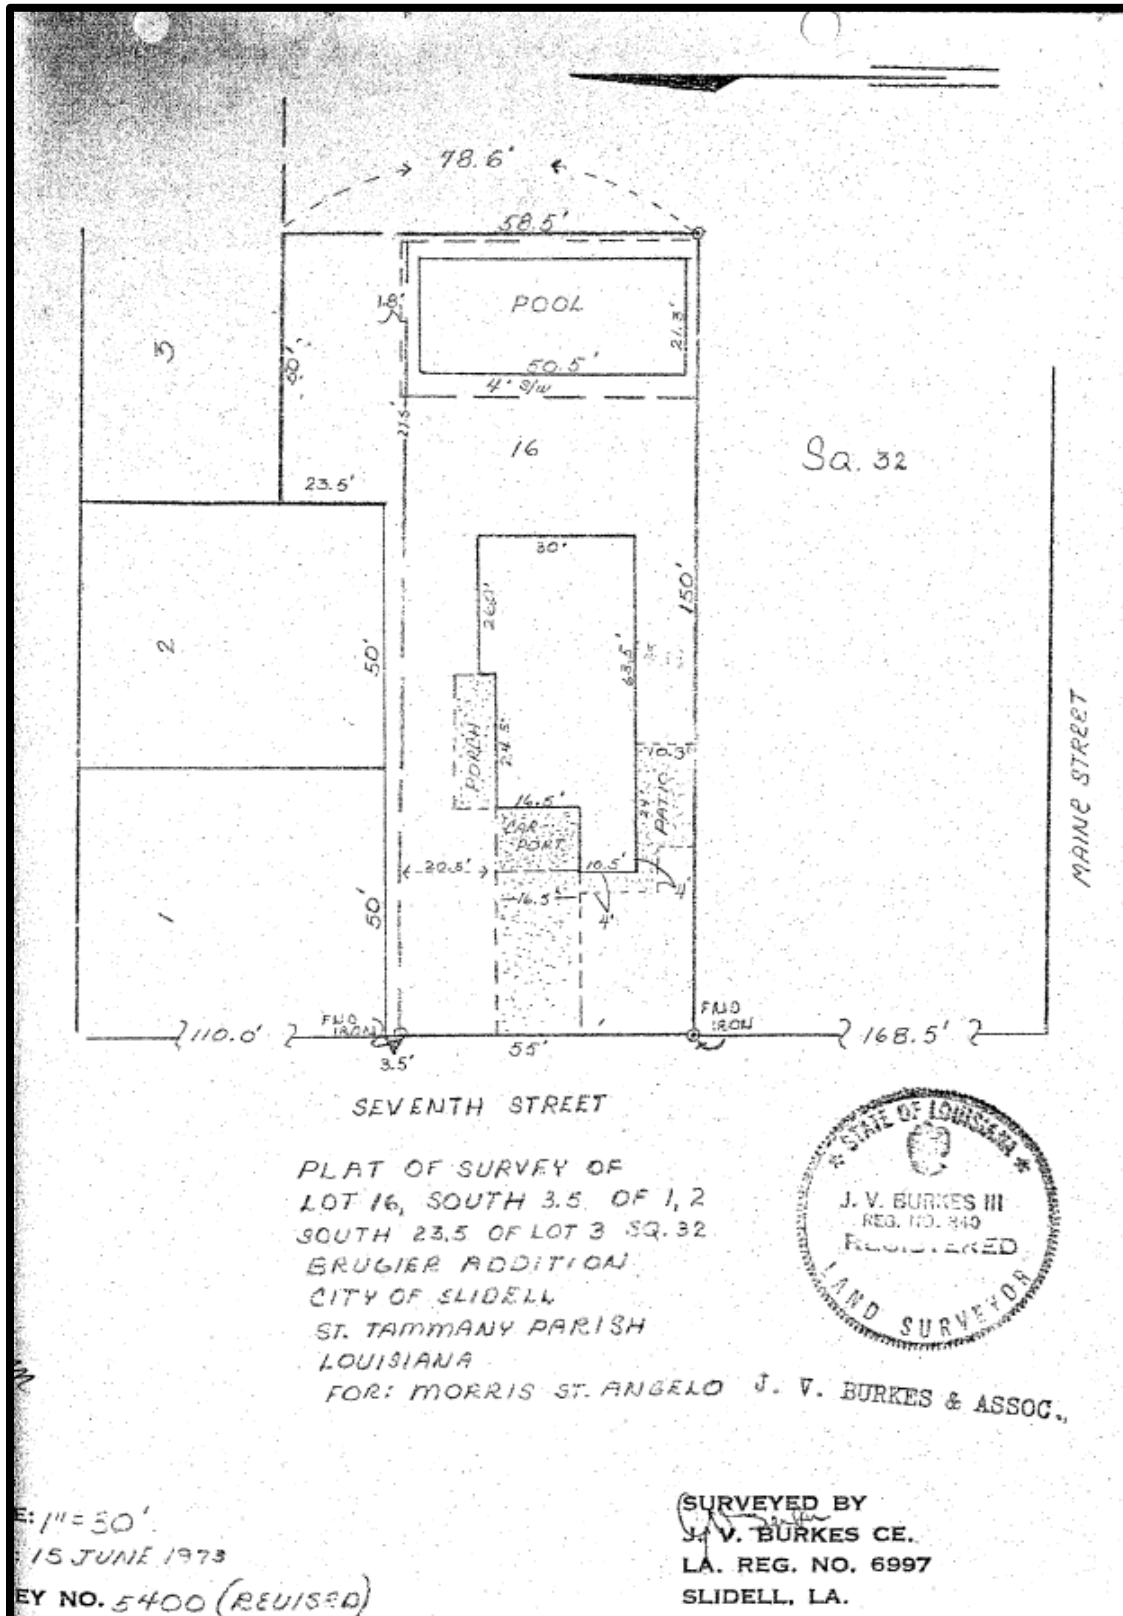 78.6'
58.5'
POOL
1.8'
21.3'
50.5'
4' S/W
3
50'
21.5'
16
SQ. 32
23.5'
30'
26.0'
150'
2
50'
63.5'
PORCH
24.5'
10.3'
PATIO
24'
16.5'
CAR
PORT
MAINE STREET
20.5'
10.5'
16.5'
4'
4'
1
50'
FND
IRON
FND
IRON
110.0'
3.5'
55'
168.5'
SEVENTH STREET
PLAT OF SURVEY OF
LOT 16, SOUTH 3.5 OF 1, 2
SOUTH 23.5 OF LOT 3 SQ. 32
BRUGIER ADDITION
CITY OF SLIDELL
ST. TAMMANY PARISH
LOUISIANA
FOR: MORRIS ST. ANGELO
STATE OF LOUISIANA
J. V. BURKES III
REG. NO. 840
REGISTERED
LAND SURVEYOR
J. V. BURKES & ASSOC.,
E: 1" = 30'
15 JUNE 1973
EY NO. 5400 (REVISED)
SURVEYED BY
J. V. BURKES CE.
LA. REG. NO. 6997
SLIDELL, LA.